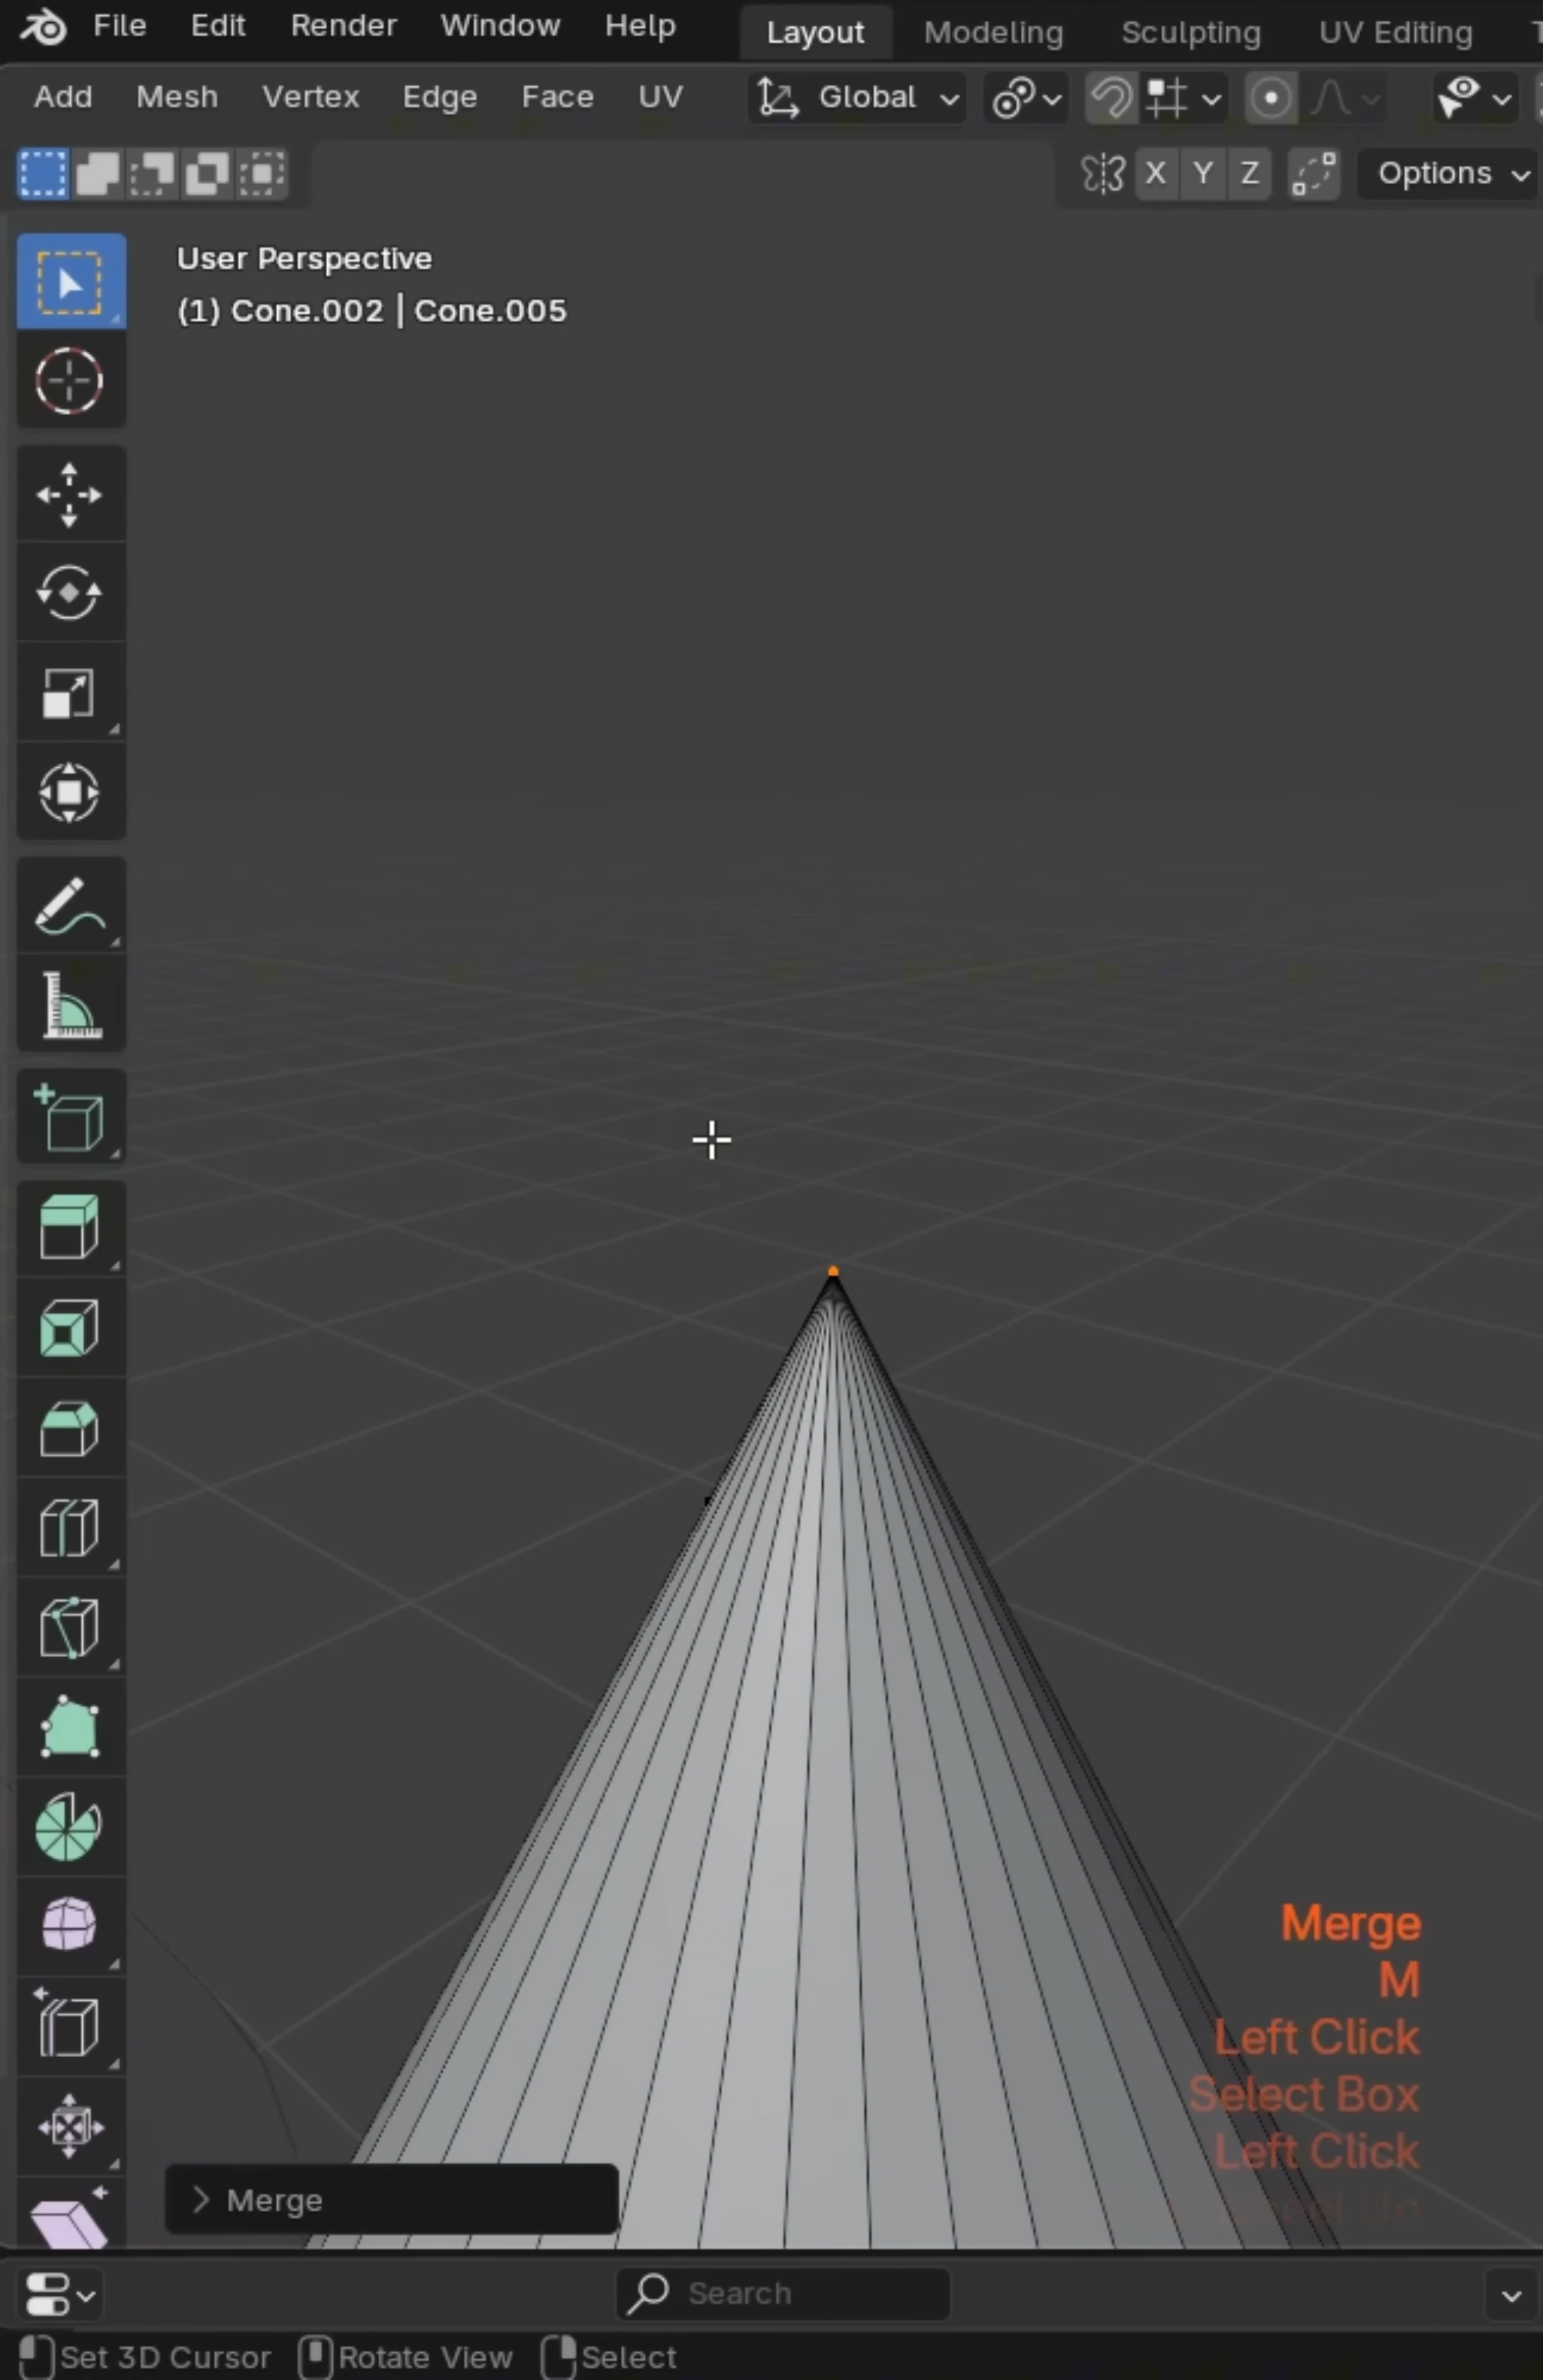 File Edit Render Window Help Layout Modeling Sculpting UV Editing
Add Mesh Vertex Edge Face UV Global
X Y Z Options
User Perspective
(1) Cone.002 | Cone.005
Merge
M
Left Click
Select Box
Left Click
Merge
Search
Set 3D Cursor Rotate View Select